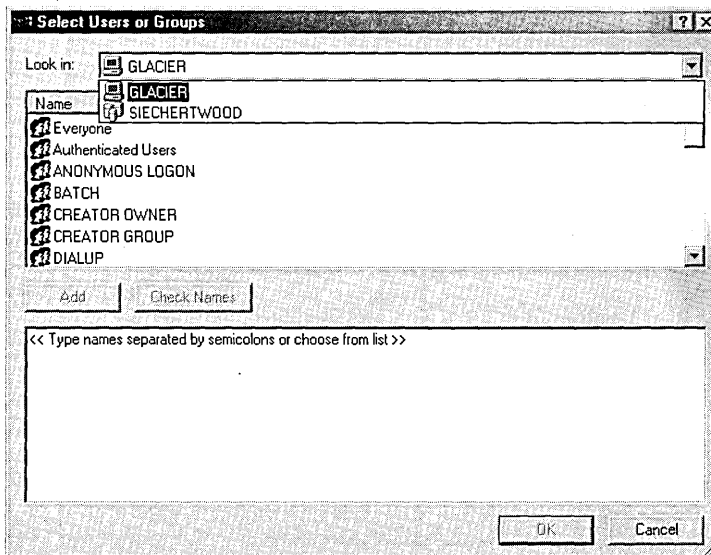 Select Users or Groups
Look in: GLACIER
GLACIER
SIECHERTWOOD
Name
Everyone
Authenticated Users
ANONYMOUS LOGON
BATCH
CREATOR OWNER
CREATOR GROUP
DIALUP
Add Check Names
<< Type names separated by semicolons or choose from list >>
OK Cancel